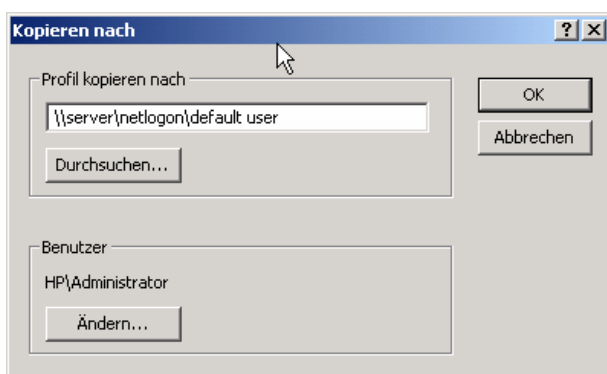 Kopieren nach
Profil kopieren nach
\\server\netlogon\default user
Durchsuchen...
OK
Abbrechen
Benutzer
HP\Administrator
Ändern...